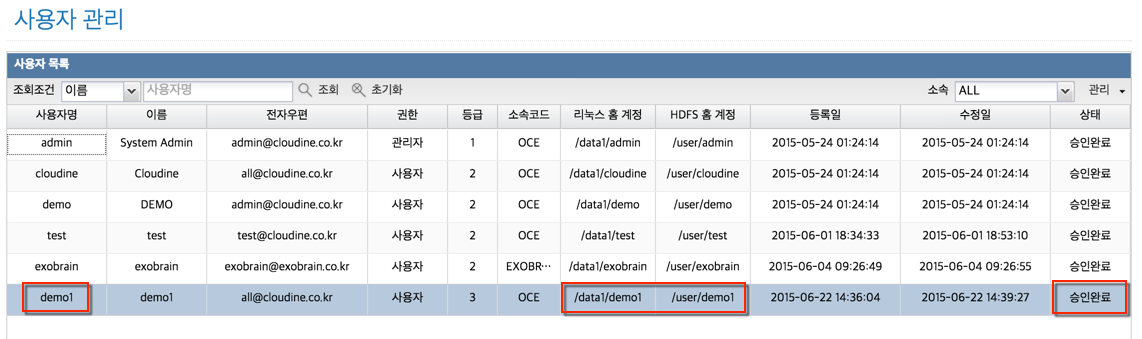 사용자 관리
사용자 목록
조회조건 이름 사용자명 조회 초기화 소속 ALL 관리
사용자명 이름 전자우편 권한 등급 소속코드 리눅스 홈 계정 HDFS 홈 계정 등록일 수정일 상태
admin System Admin admin@cloudine.co.kr 관리자 1 OCE /data1/admin /user/admin 2015-05-24 01:24:14 2015-05-24 01:24:14 승인완료
cloudine Cloudine all@cloudine.co.kr 사용자 2 OCE /data1/cloudine /user/cloudine 2015-05-24 01:24:14 2015-05-24 01:24:14 승인완료
demo DEMO admin@cloudine.co.kr 사용자 2 OCE /data1/demo /user/demo 2015-05-24 01:24:14 2015-05-24 01:24:14 승인완료
test test test@cloudine.co.kr 사용자 2 OCE /data1/test /user/test 2015-06-01 18:34:33 2015-06-01 18:53:10 승인완료
exobrain exobrain exobrain@exobrain.co.kr 사용자 2 EXOBR··· /data1/exobrain /user/exobrain 2015-06-04 09:26:49 2015-06-04 09:26:55 승인완료
demo1 demo1 all@cloudine.co.kr 사용자 3 OCE /data1/demo1 /user/demo1 2015-06-22 14:36:04 2015-06-22 14:39:27 승인완료